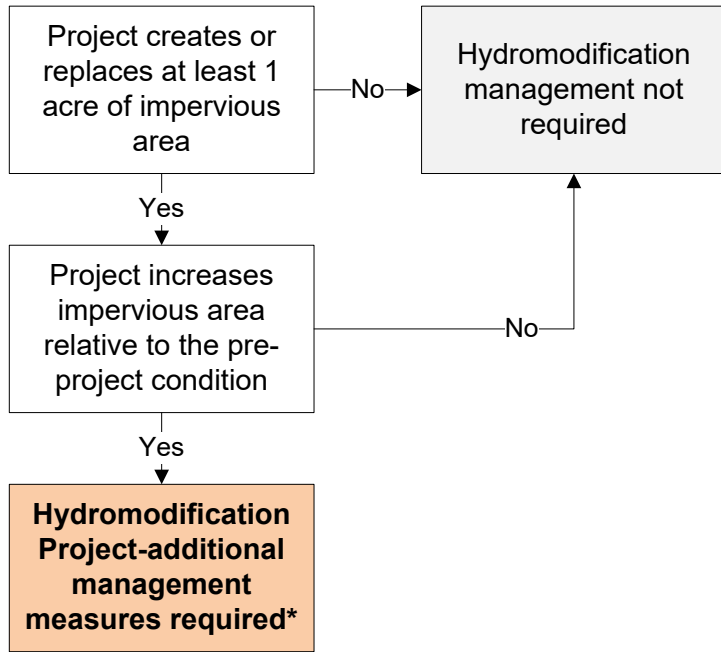 Project creates or
replaces at least 1
acre of impervious
area
No
Hydromodification
management not
required
Yes
Project increases
impervious area
relative to the pre-
project condition
No
Yes
Hydromodification
Project-additional
management
measures required*